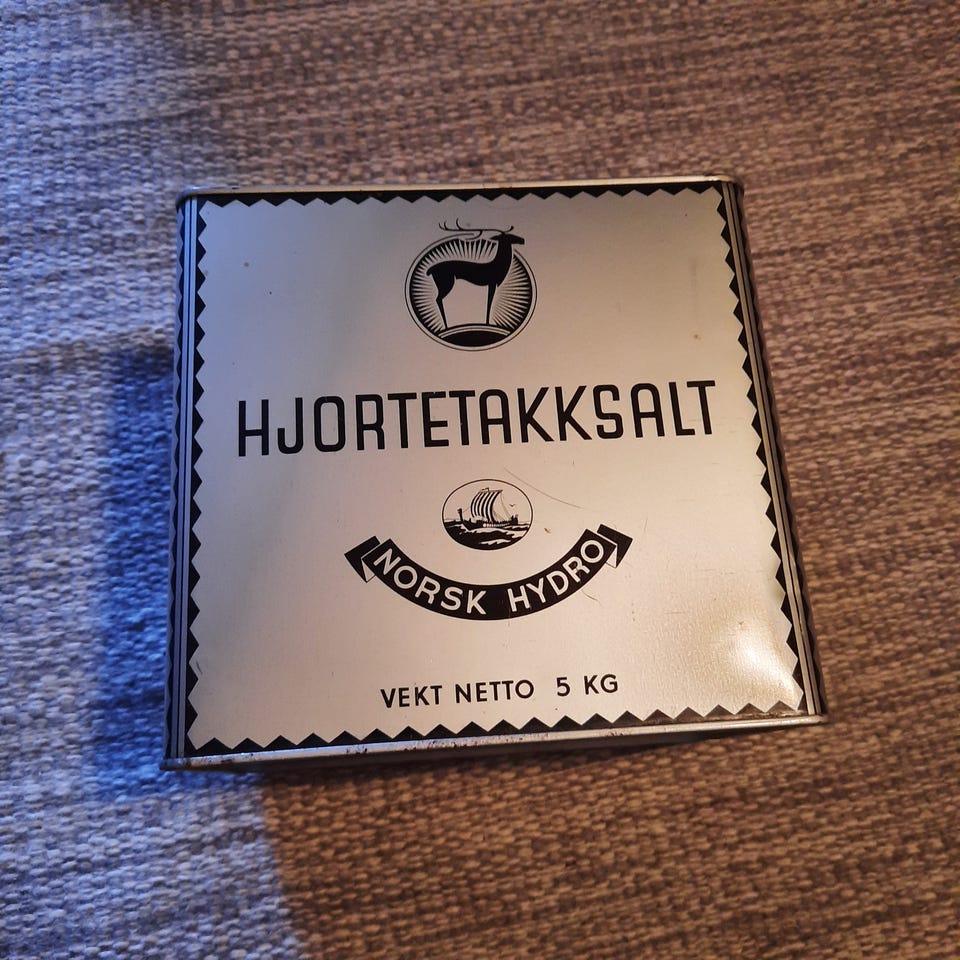 HJORTETAKKSALT
NORSK HYDRO
VEKT NETTO 5 KG